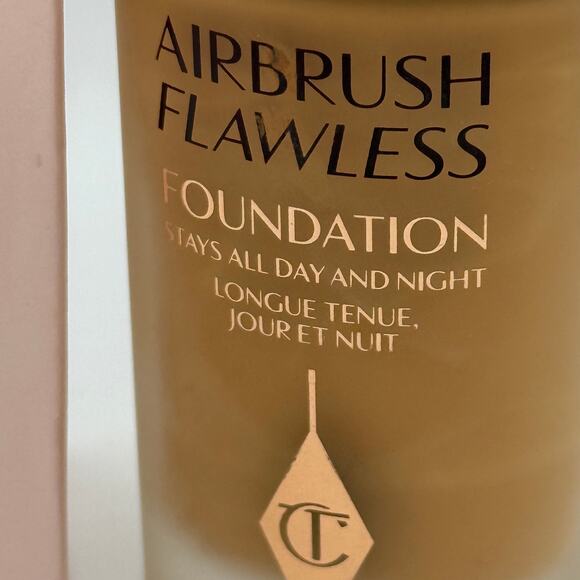 AIRBRUSH
FLAWLESS
FOUNDATION
STAYS ALL DAY AND NIGHT
LONGUE TENUE,
JOUR ET NUIT
CT